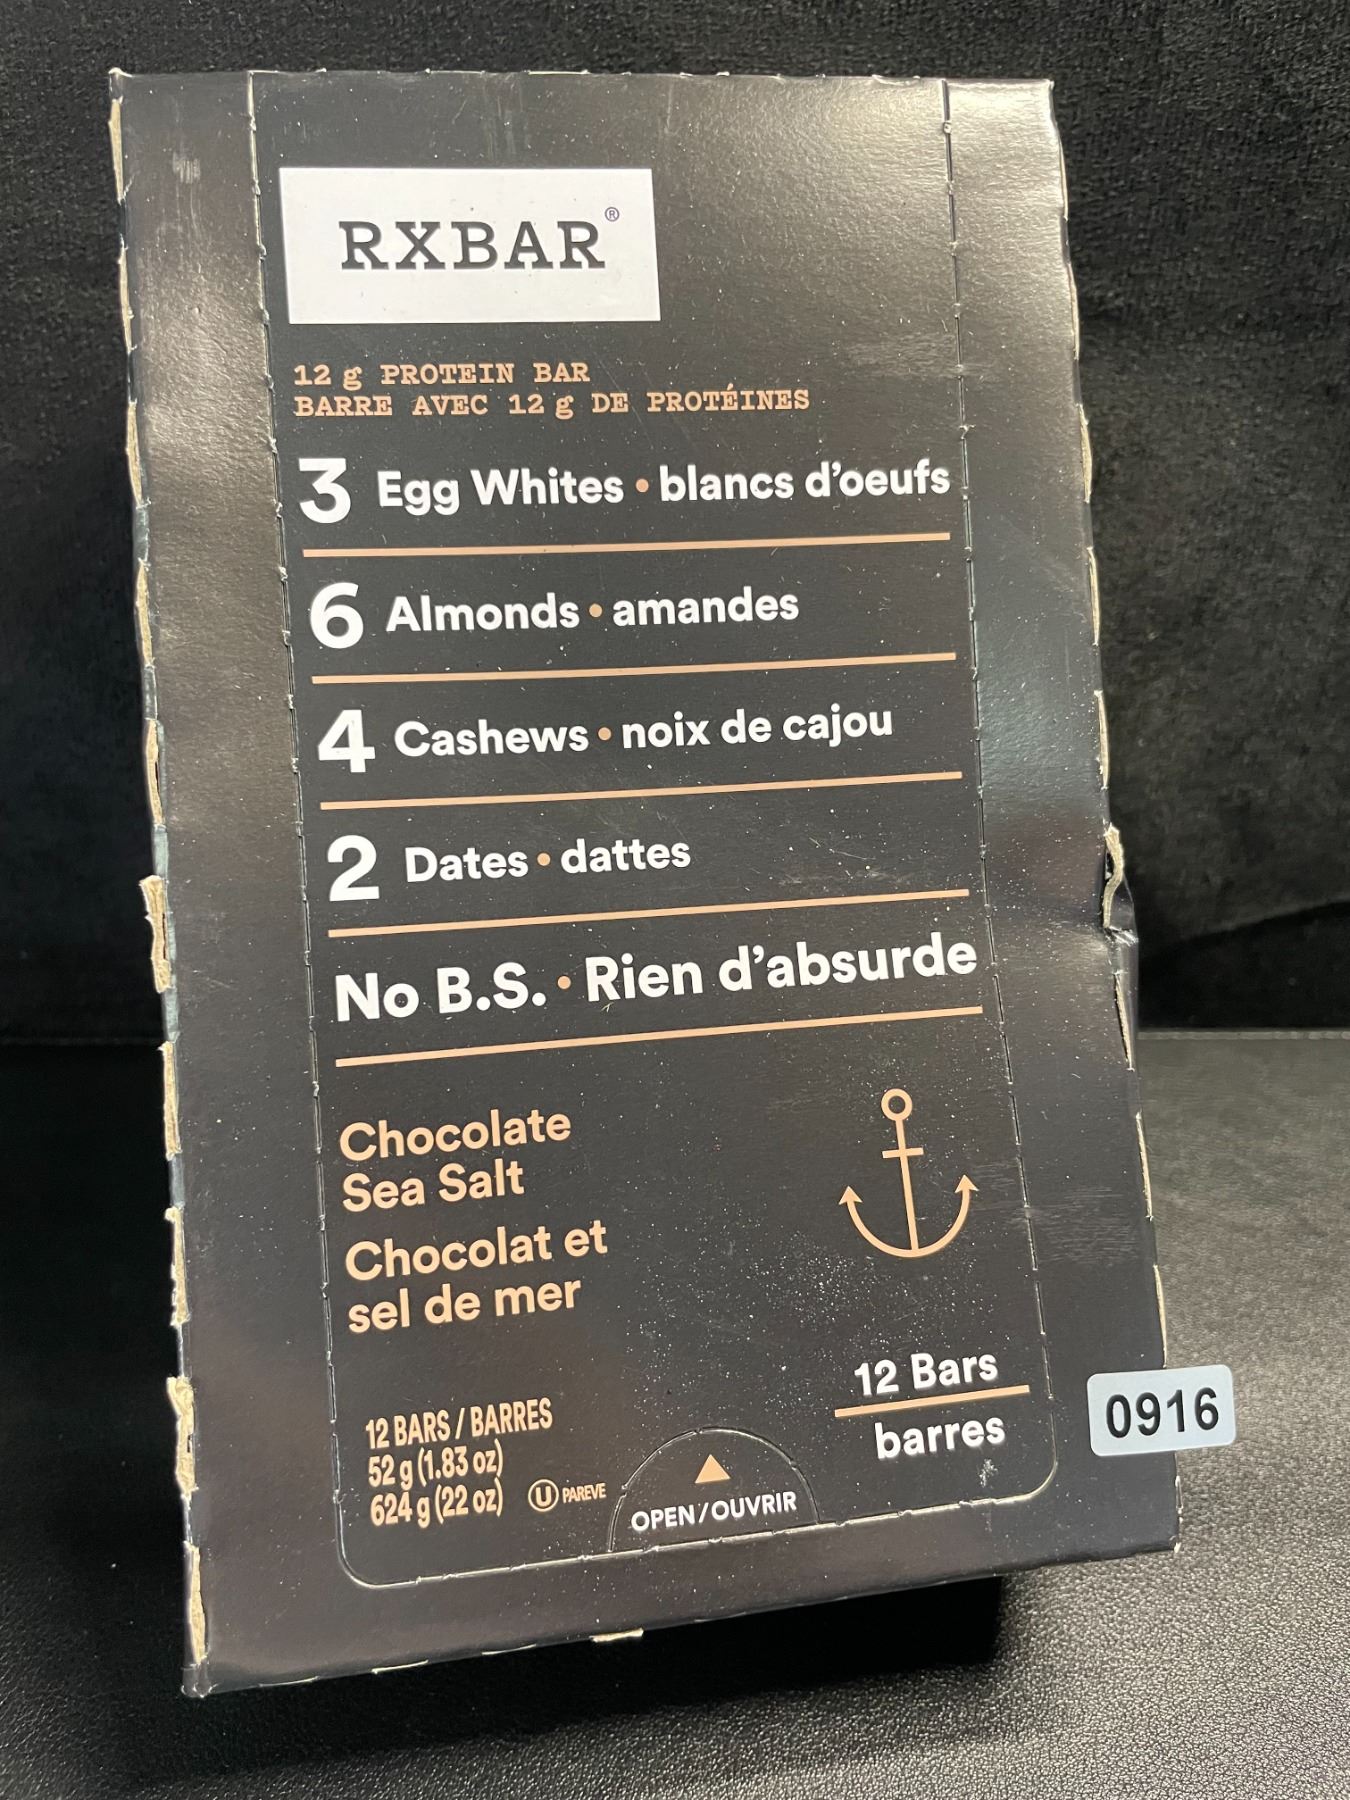 RXBAR®
12 g PROTEIN BAR
BARRE AVEC 12 g DE PROTÉINES
3 Egg Whites • blancs d'oeufs
6 Almonds • amandes
4 Cashews • noix de cajou
2 Dates • dattes
No B.S. • Rien d'absurde
Chocolate
Sea Salt
Chocolat et
sel de mer
12 Bars
barres
12 BARS / BARRES
52 g (1.83 oz)
624 g (22 oz)
U PAREVE
OPEN / OUVRIR
0916